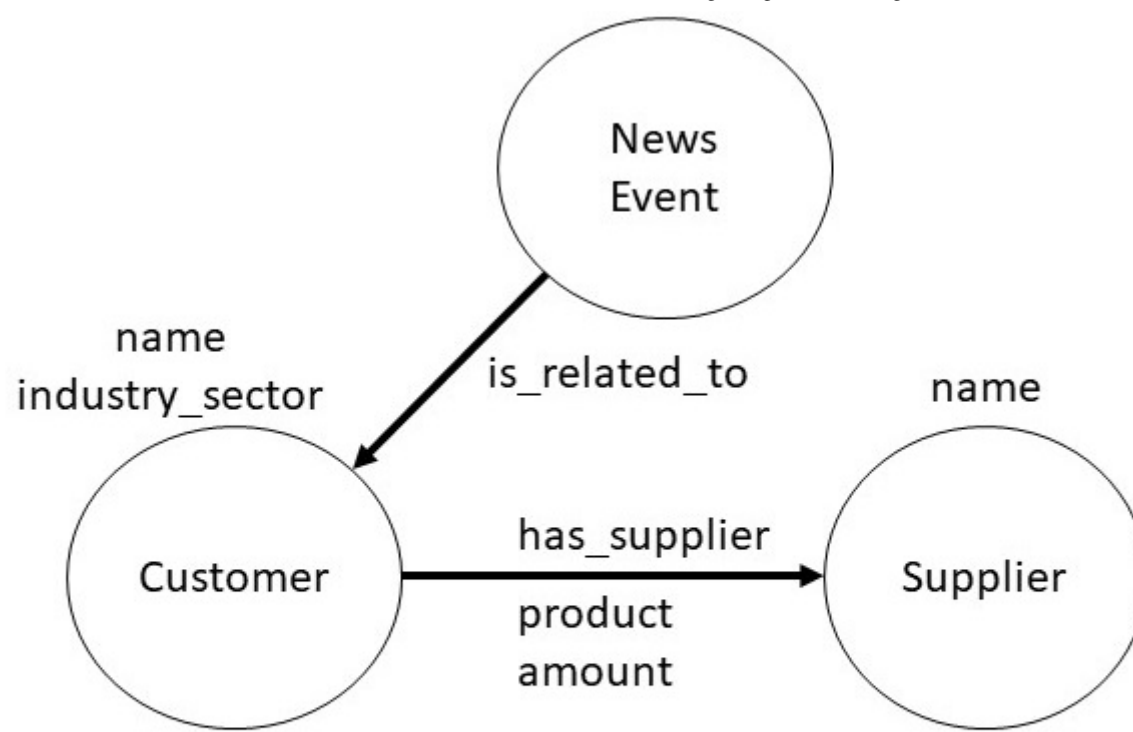 News
Event
name
industry_sector
is_related_to
name
has_supplier
Customer
Supplier
product
amount